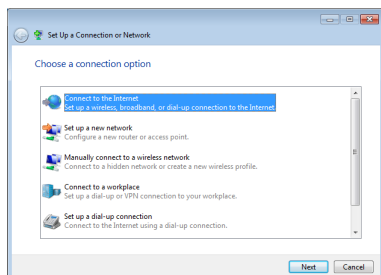 Set Up a Connection or Network
Choose a connection option
Connect to the Internet
Set up a wireless, broadband, or dial-up connection to the Internet.
Set up a new network
Configure a new router or access point.
Manually connect to a wireless network
Connect to a hidden network or create a new wireless profile.
Connect to a workplace
Set up a dial-up or VPN connection to your workplace.
Set up a dial-up connection
Connect to the Internet using a dial-up connection.
Next Cancel